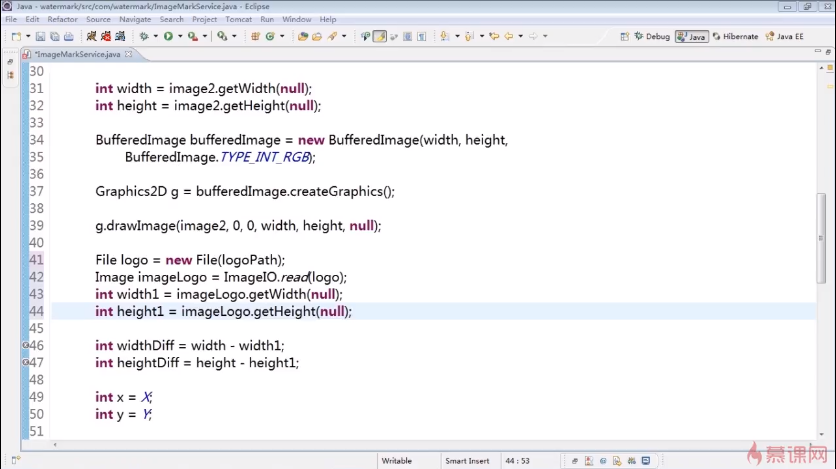 Java - watermark/src/com/watermark/ImageMarkService.java - Eclipse
File Edit Refactor Source Navigate Search Project Tomcat Run Window Help
Debug Java Hibernate Java EE
*ImageMarkService.java
30
31 int width = image2.getWidth(null);
32 int height = image2.getHeight(null);
33
34 BufferedImage bufferedImage = new BufferedImage(width, height,
35 BufferedImage.TYPE_INT_RGB);
36
37 Graphics2D g = bufferedImage.createGraphics();
38
39 g.drawImage(image2, 0, 0, width, height, null);
40
41 File logo = new File(logoPath);
42 Image imageLogo = ImageIO.read(logo);
43 int width1 = imageLogo.getWidth(null);
44 int height1 = imageLogo.getHeight(null);
45
46 int widthDiff = width - width1;
47 int heightDiff = height - height1;
48
49 int x = X;
50 int y = Y;
51
Writable Smart Insert 44 : 53
慕课网